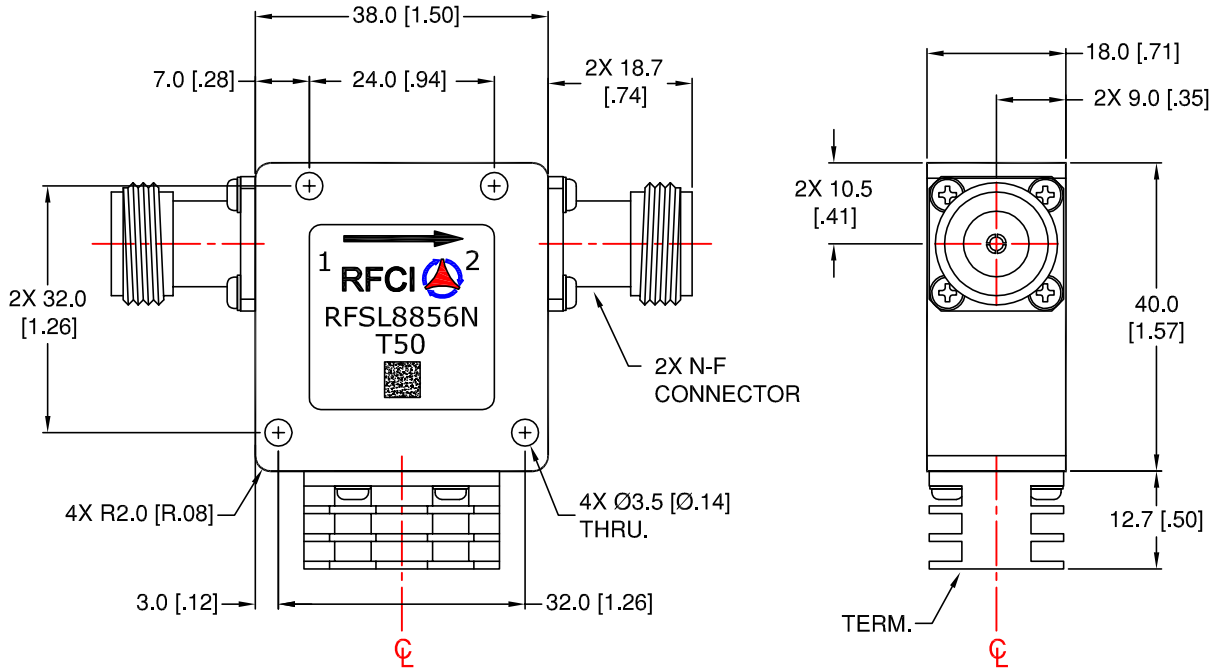 38.0 [1.50]
7.0 [.28]
24.0 [.94]
2X 18.7
[.74]
2X 32.0
[1.26]
1
2
RFCI
RFSL8856N
T50
2X N-F
CONNECTOR
4X R2.0 [R.08]
4X Ø3.5 [Ø.14]
THRU.
3.0 [.12]
32.0 [1.26]
℄
18.0 [.71]
2X 9.0 [.35]
2X 10.5
[.41]
40.0
[1.57]
12.7 [.50]
TERM.
℄